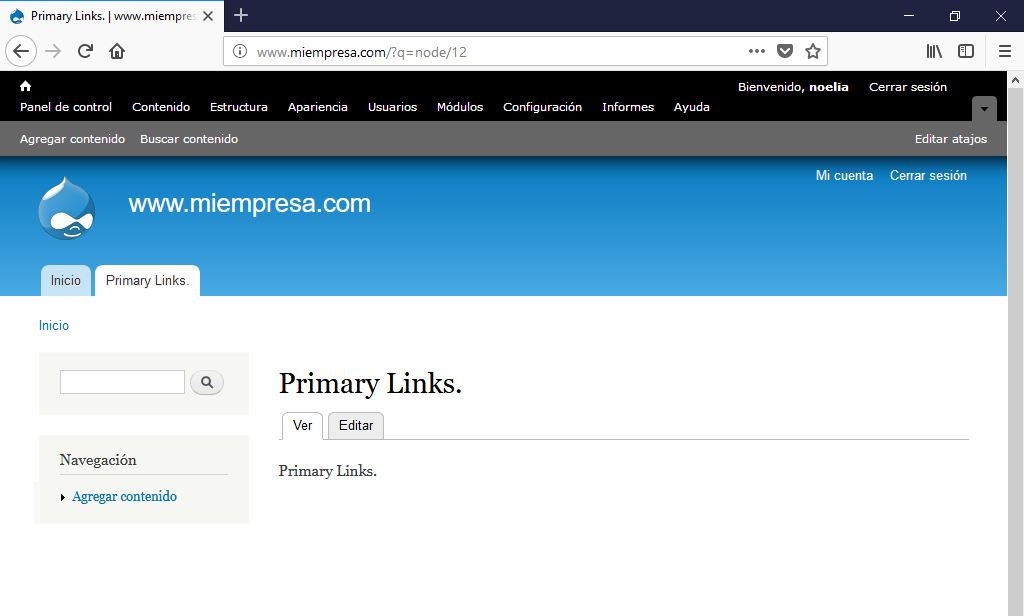 Primary Links. | www.miempres
www.miempresa.com/?q=node/12
Bienvenido, noelia Cerrar sesión
Panel de control Contenido Estructura Apariencia Usuarios Módulos Configuración Informes Ayuda
Agregar contenido Buscar contenido Editar atajos
Mi cuenta Cerrar sesión
www.miempresa.com
Inicio Primary Links.
Inicio
Primary Links.
Ver Editar
Primary Links.
Navegación
Agregar contenido